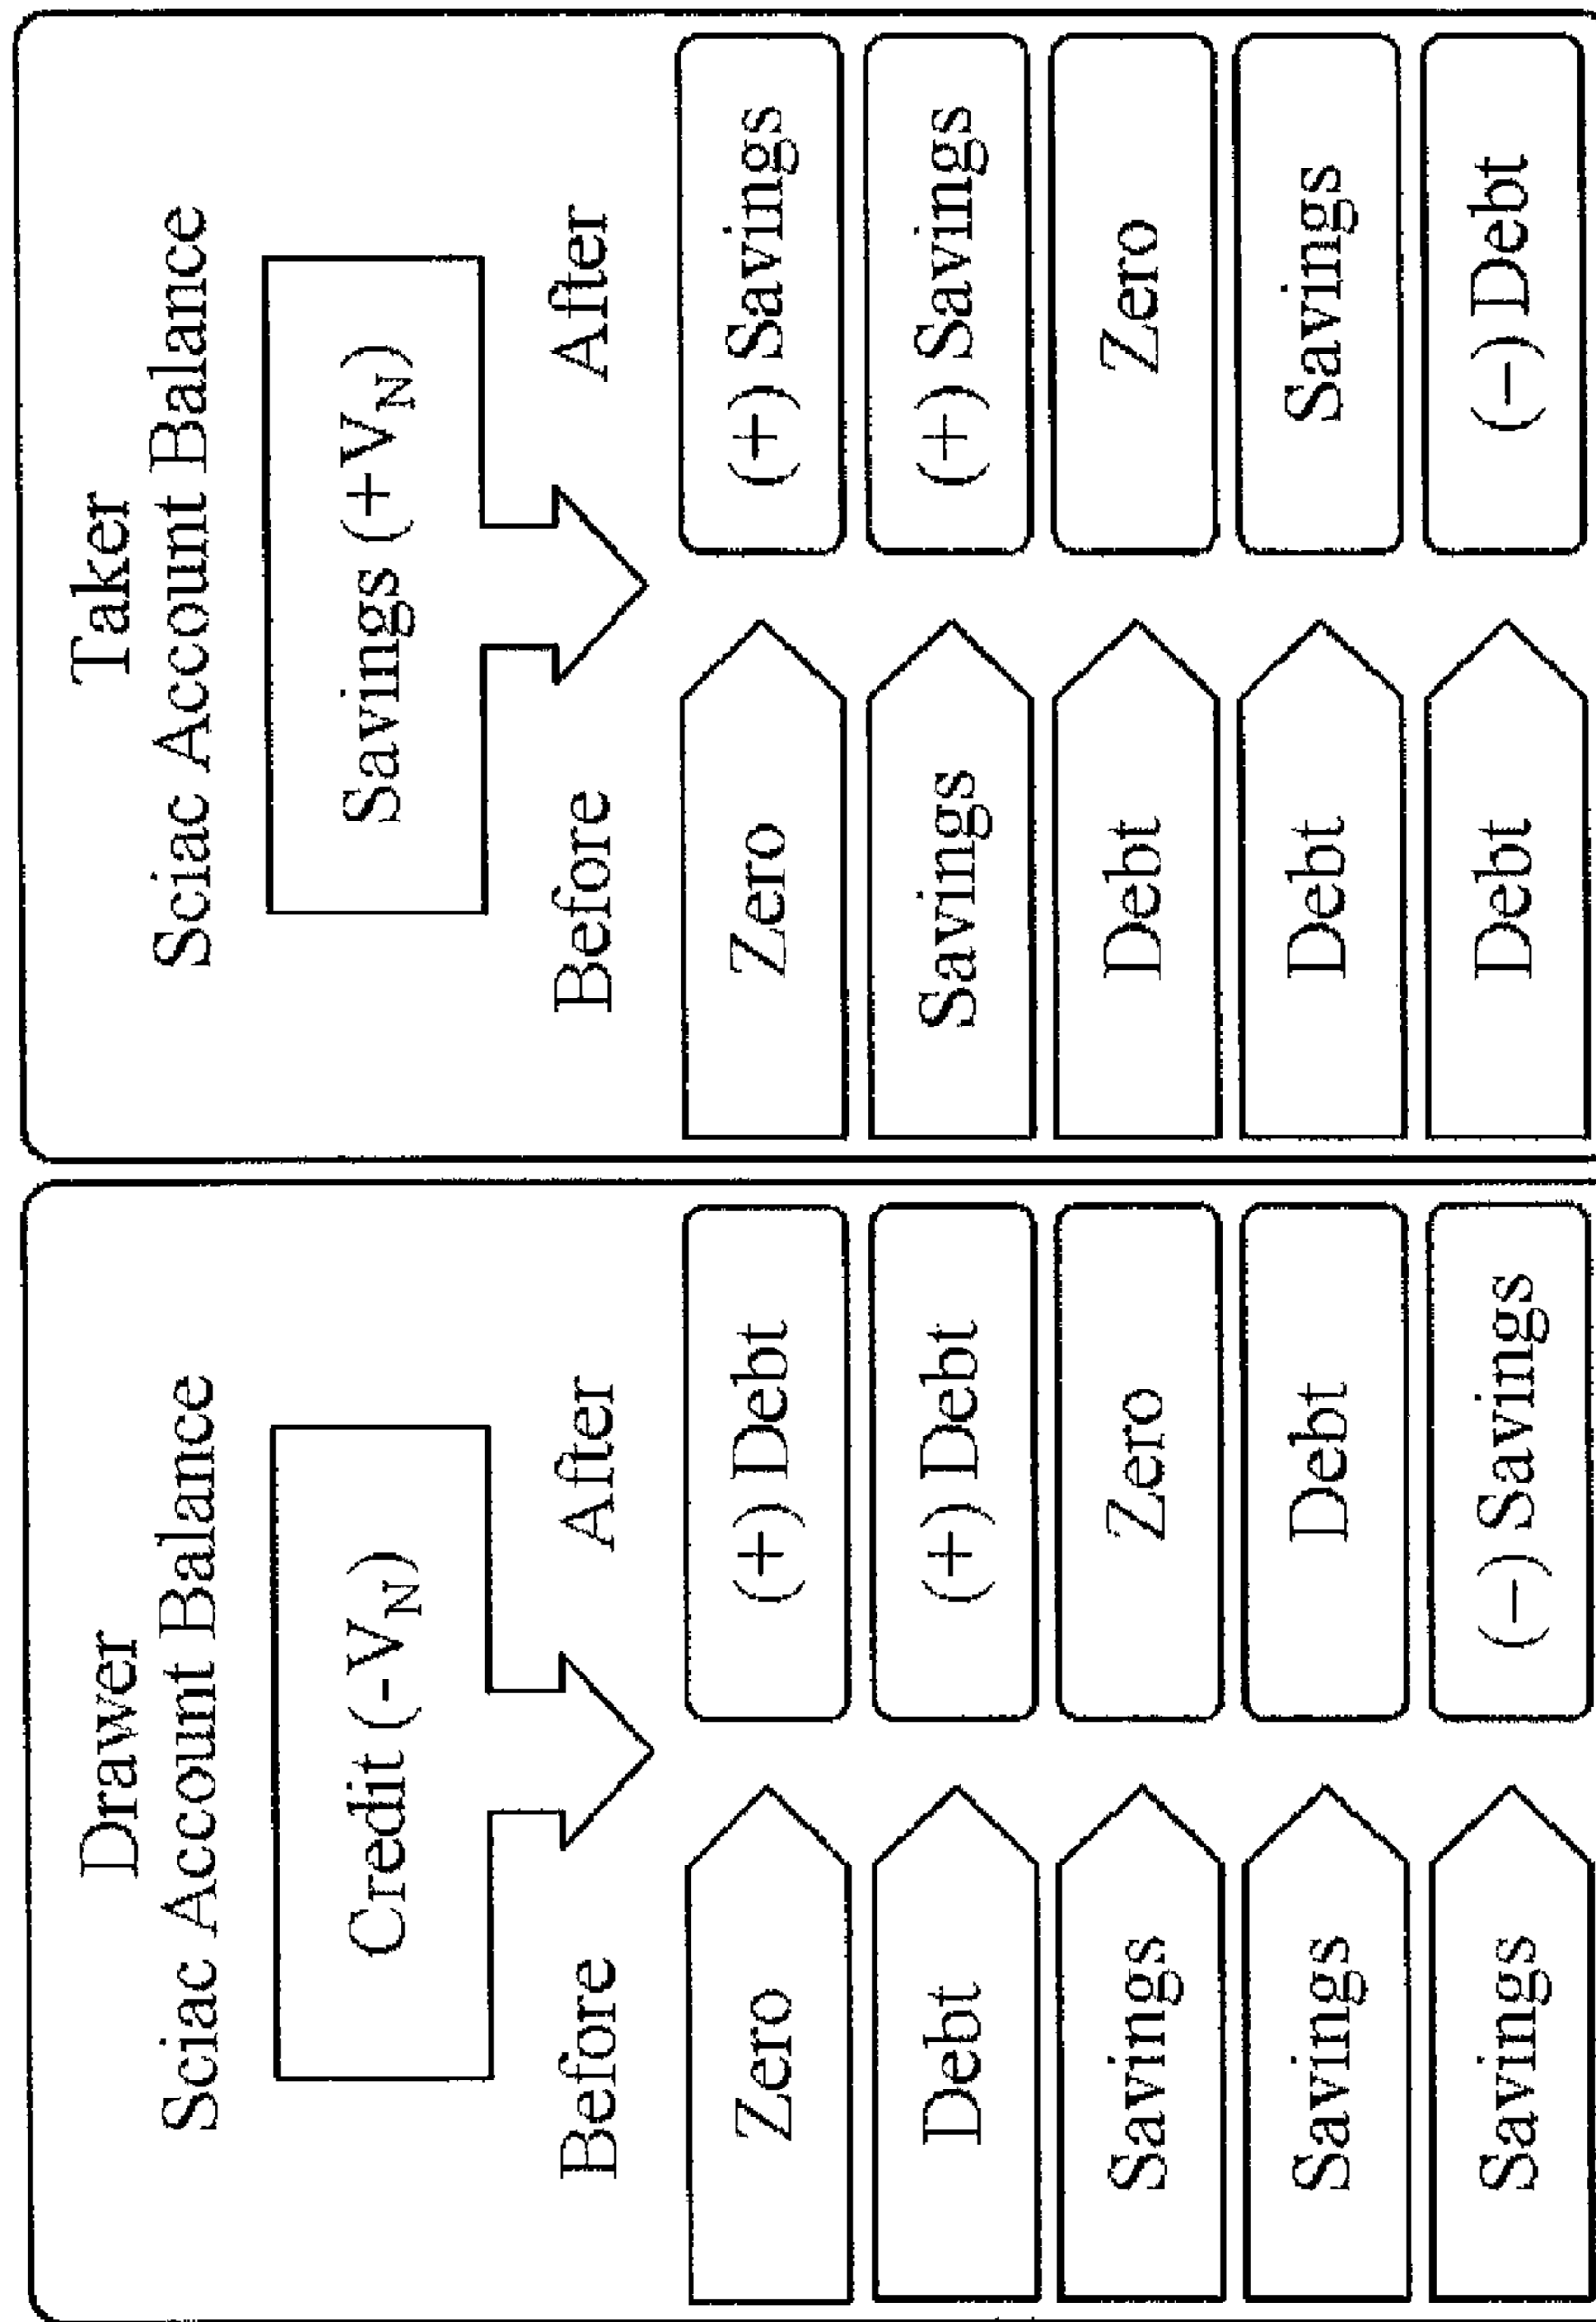 Drawer
Sciac Account Balance
Credit (-V_N)
Before
After
Zero
(+) Debt
Debt
(+) Debt
Savings
Zero
Savings
Debt
Savings
(−) Savings
Taker
Sciac Account Balance
Savings (+V_N)
Before
After
Zero
(+) Savings
Savings
(+) Savings
Debt
Zero
Debt
Savings
Debt
(−) Debt